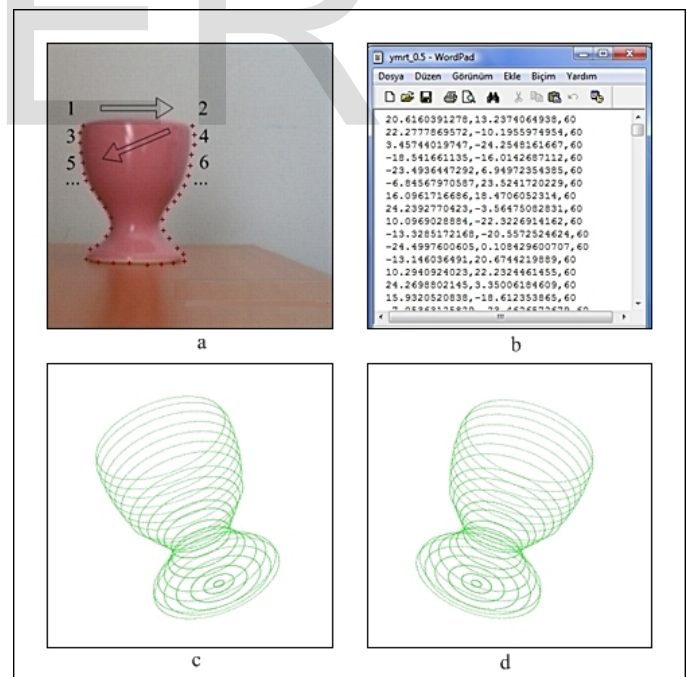 ER
1 2
3 4
5 6
... ...
a
ymrt_0.5 - WordPad
Dosya Düzen Görünüm Ekle Biçim Yardım
20.6160391278,13.2374064938,60
22.2777869572,-10.1955974954,60
3.45744019747,-24.2548161667,60
-18.541661135,-16.0142687112,60
-23.4936447292,6.94972354385,60
-6.84567970587,23.5241720229,60
16.0961716686,18.4706052314,60
24.2392770423,-3.56475082831,60
10.0969028884,-22.3226914162,60
-13.3285172168,-20.5572524624,60
-24.4997600605,0.108429600707,60
-13.146036491,20.6744219889,60
10.2940924023,22.2324461455,60
24.2698802145,3.35006184609,60
15.9320520838,-18.612353865,60
b
c
d